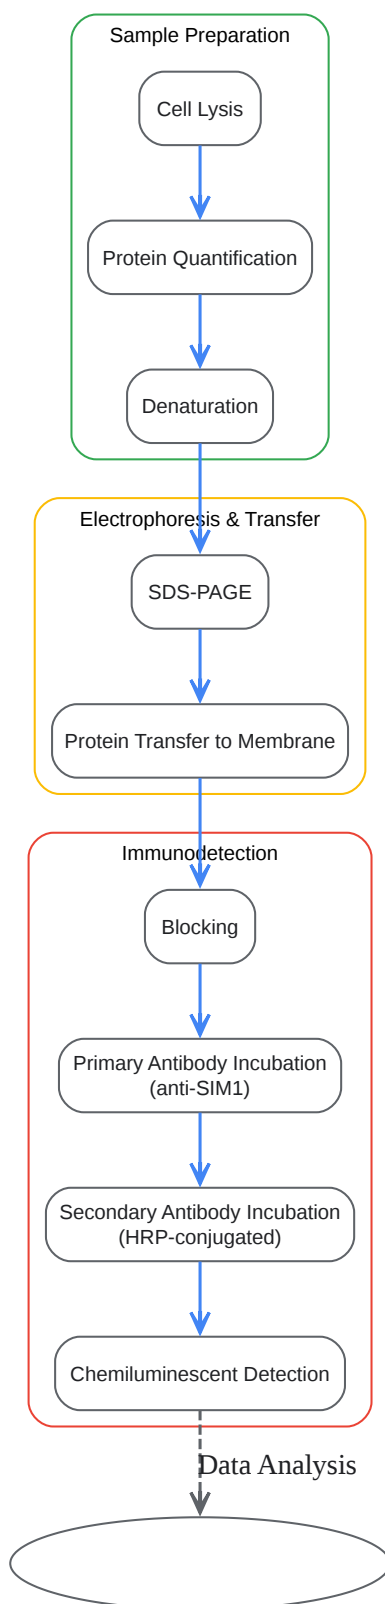 Sample Preparation
Cell Lysis
Protein Quantification
Denaturation
Electrophoresis & Transfer
SDS-PAGE
Protein Transfer to Membrane
Immunodetection
Blocking
Primary Antibody Incubation
(anti-SIM1)
Secondary Antibody Incubation
(HRP-conjugated)
Chemiluminescent Detection
Data Analysis